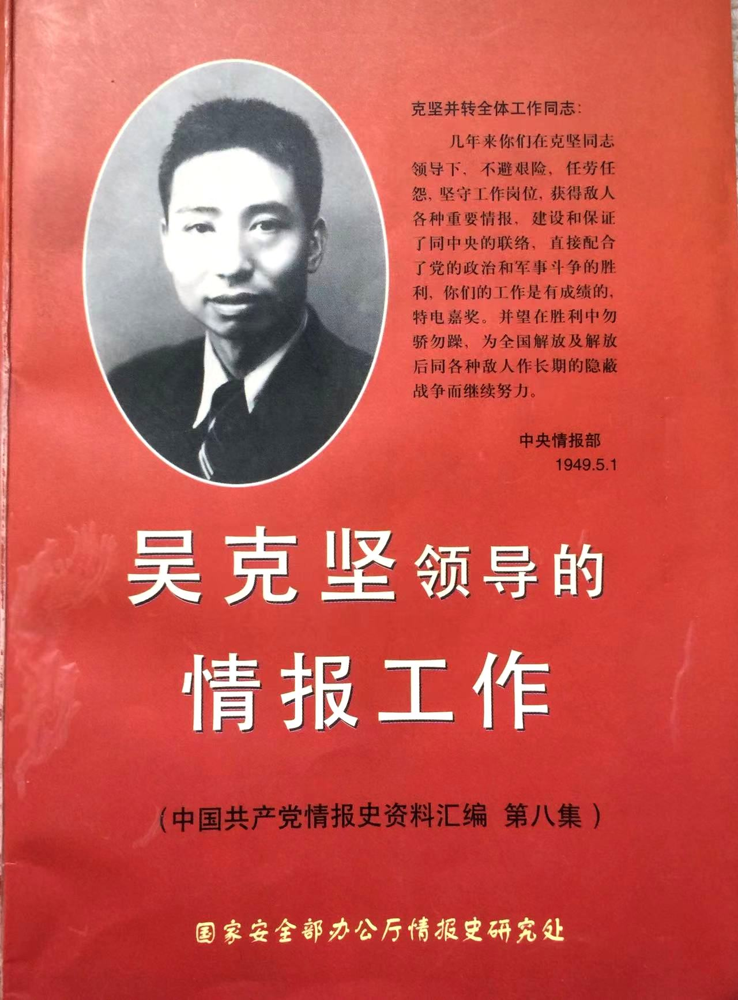 克坚并转全体工作同志：
几年来你们在克坚同志
领导下，不避艰险，任劳任
怨，坚守工作岗位，获得敌人
各种重要情报，建设和保证
了同中央的联络，直接配合
了党的政治和军事斗争的胜
利，你们的工作是有成绩的，
特电嘉奖。并望在胜利中勿
骄勿躁，为全国解放及解放
后同各种敌人作长期的隐蔽
战争而继续努力。
中央情报部
1949.5.1
吴克坚领导的
情报工作
（中国共产党情报史资料汇编 第八集）
国家安全部办公厅情报史研究处